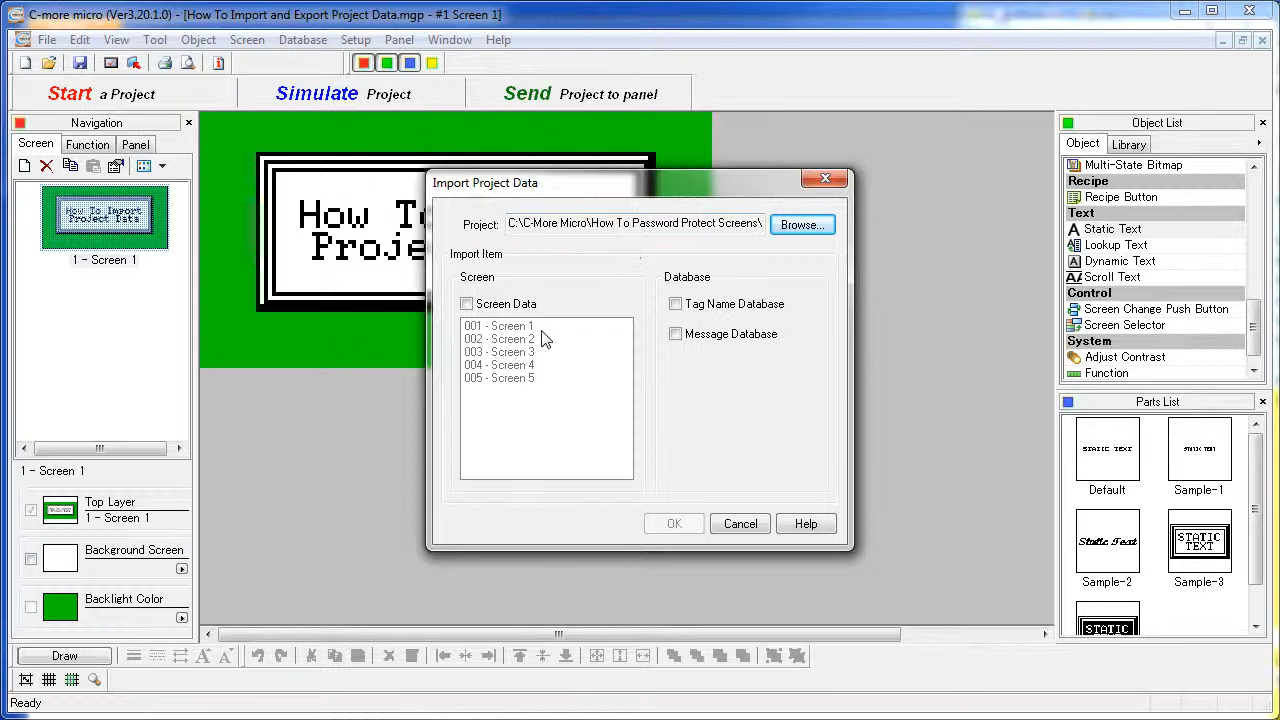 C-more micro (Ver3.20.1.0) - [How To Import and Export Project Data.mgp - #1 Screen 1]
File Edit View Tool Object Screen Database Setup Panel Window Help
Start a Project
Simulate Project
Send Project to panel
Navigation
Screen Function Panel
How To Import
1 - Screen 1
1 - Screen 1
Top Layer
1 - Screen 1
Background Screen
Backlight Color
How To
Import Project Data
Project: C:\C-More Micro\How To Password Protect Screens\
Browse...
Import Item
Screen
Screen Data
001 - Screen 1
002 - Screen 2
003 - Screen 3
004 - Screen 4
005 - Screen 5
Database
Tag Name Database
Message Database
OK Cancel Help
Object List
Object Library
Multi-State Bitmap
Recipe
Recipe Button
Text
Static Text
Lookup Text
Dynamic Text
Scroll Text
Control
Screen Change Push Button
Screen Selector
System
Adjust Contrast
Function
Parts List
STATIC TEXT
Default
STATIC TEXT
Sample-1
Static Text
Sample-2
STATIC
TEXT
Sample-3
STATIC
Draw
Ready